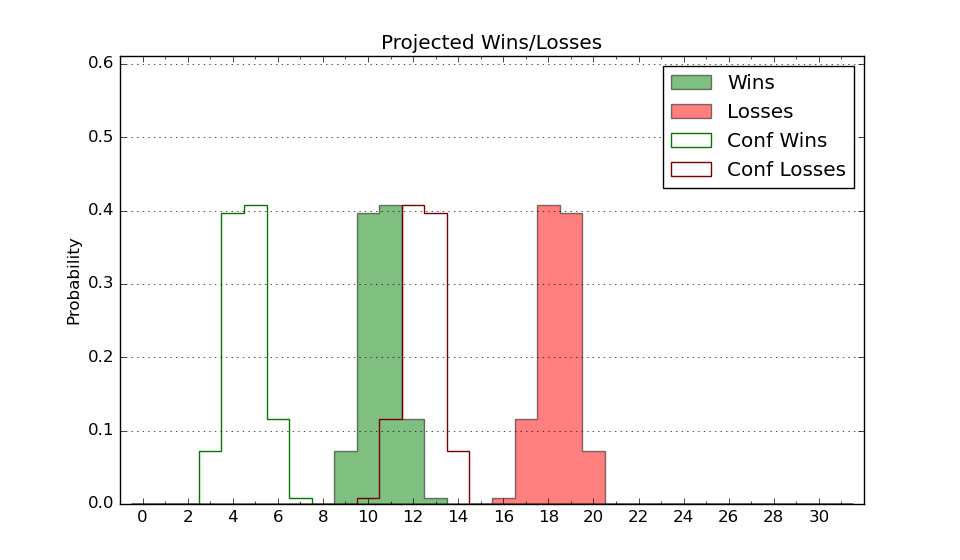 Projected Wins/Losses
0.6
0.5
0.4
0.3
0.2
0.1
0.0
Probability
Wins
Losses
Conf Wins
Conf Losses
0 2 4 6 8 10 12 14 16 18 20 22 24 26 28 30